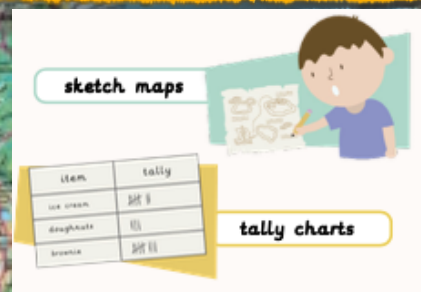 sketch maps
item tally
ice cream
doughnuts
brownie
tally charts